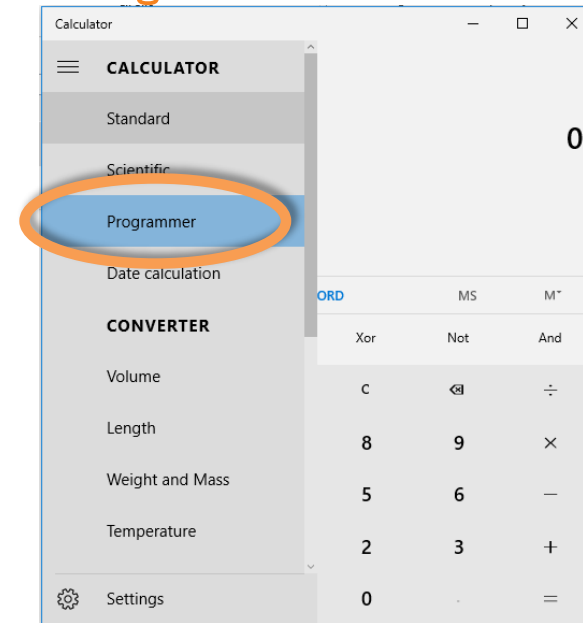 Calculator
CALCULATOR
0
Standard
Scientific
Programmer
Date calculation
ORD MS M
CONVERTER
Xor Not And
Volume
C ÷
Length
8 9 ×
Weight and Mass
5 6 −
Temperature
2 3 +
Settings
0 . =